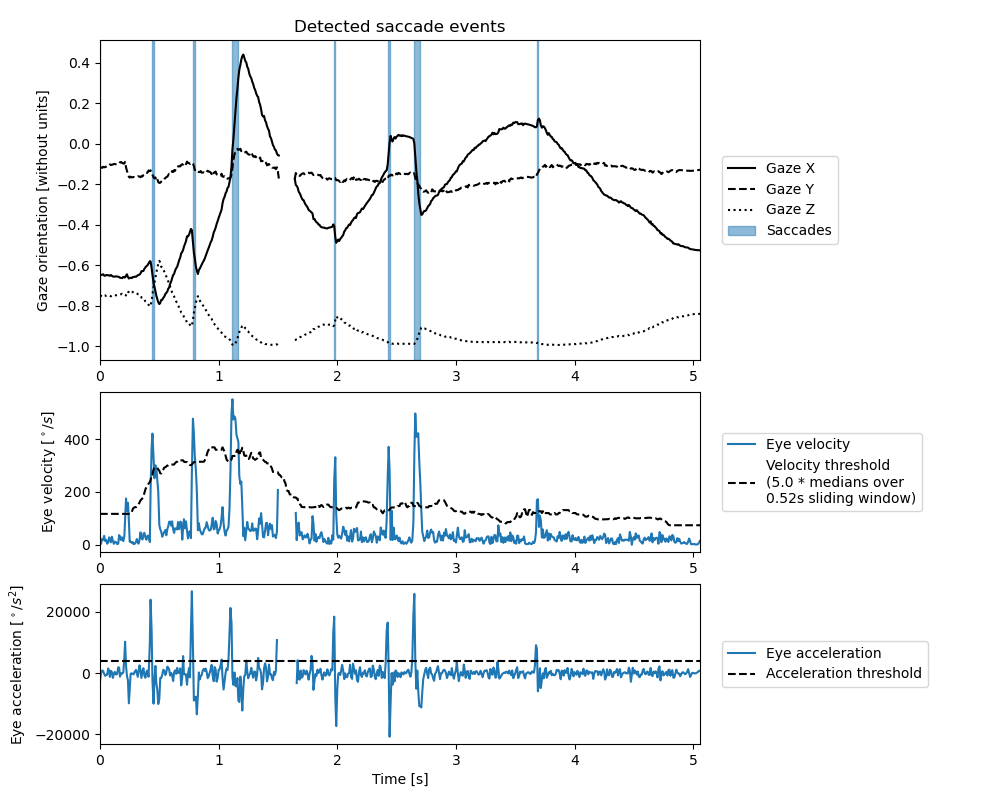 Detected saccade events
Gaze orientation [without units]
0.4
0.2
0.0
−0.2
−0.4
−0.6
−0.8
−1.0
0 1 2 3 4 5
Gaze X
Gaze Y
Gaze Z
Saccades
Eye velocity [°/s]
400
200
0
0 1 2 3 4 5
Eye velocity
Velocity threshold
(5.0 * medians over
0.52s sliding window)
Eye acceleration [°/s²]
20000
0
−20000
0 1 2 3 4 5
Time [s]
Eye acceleration
Acceleration threshold